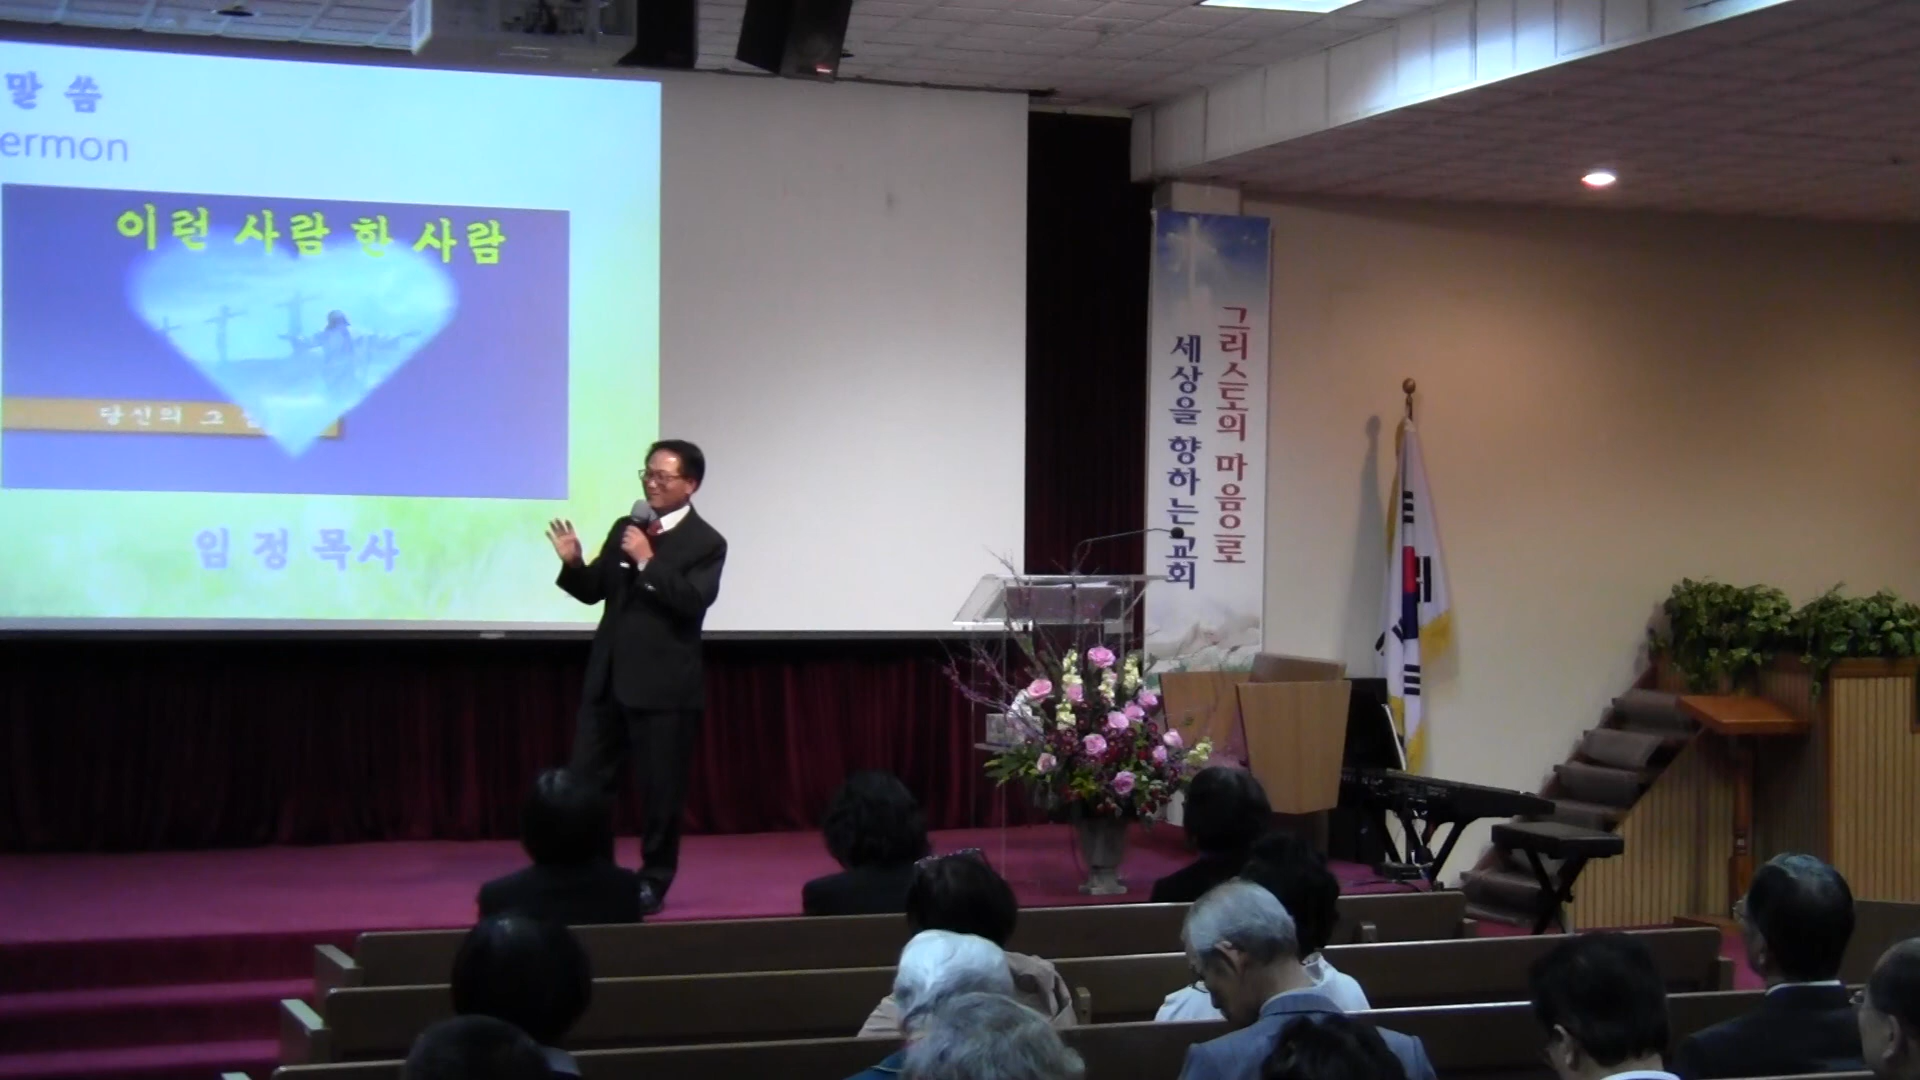 말씀
ermon
이런 사람 한 사람
당신의 그
임 정 목사
그리스도의 마음으로
세상을 향하는 교회